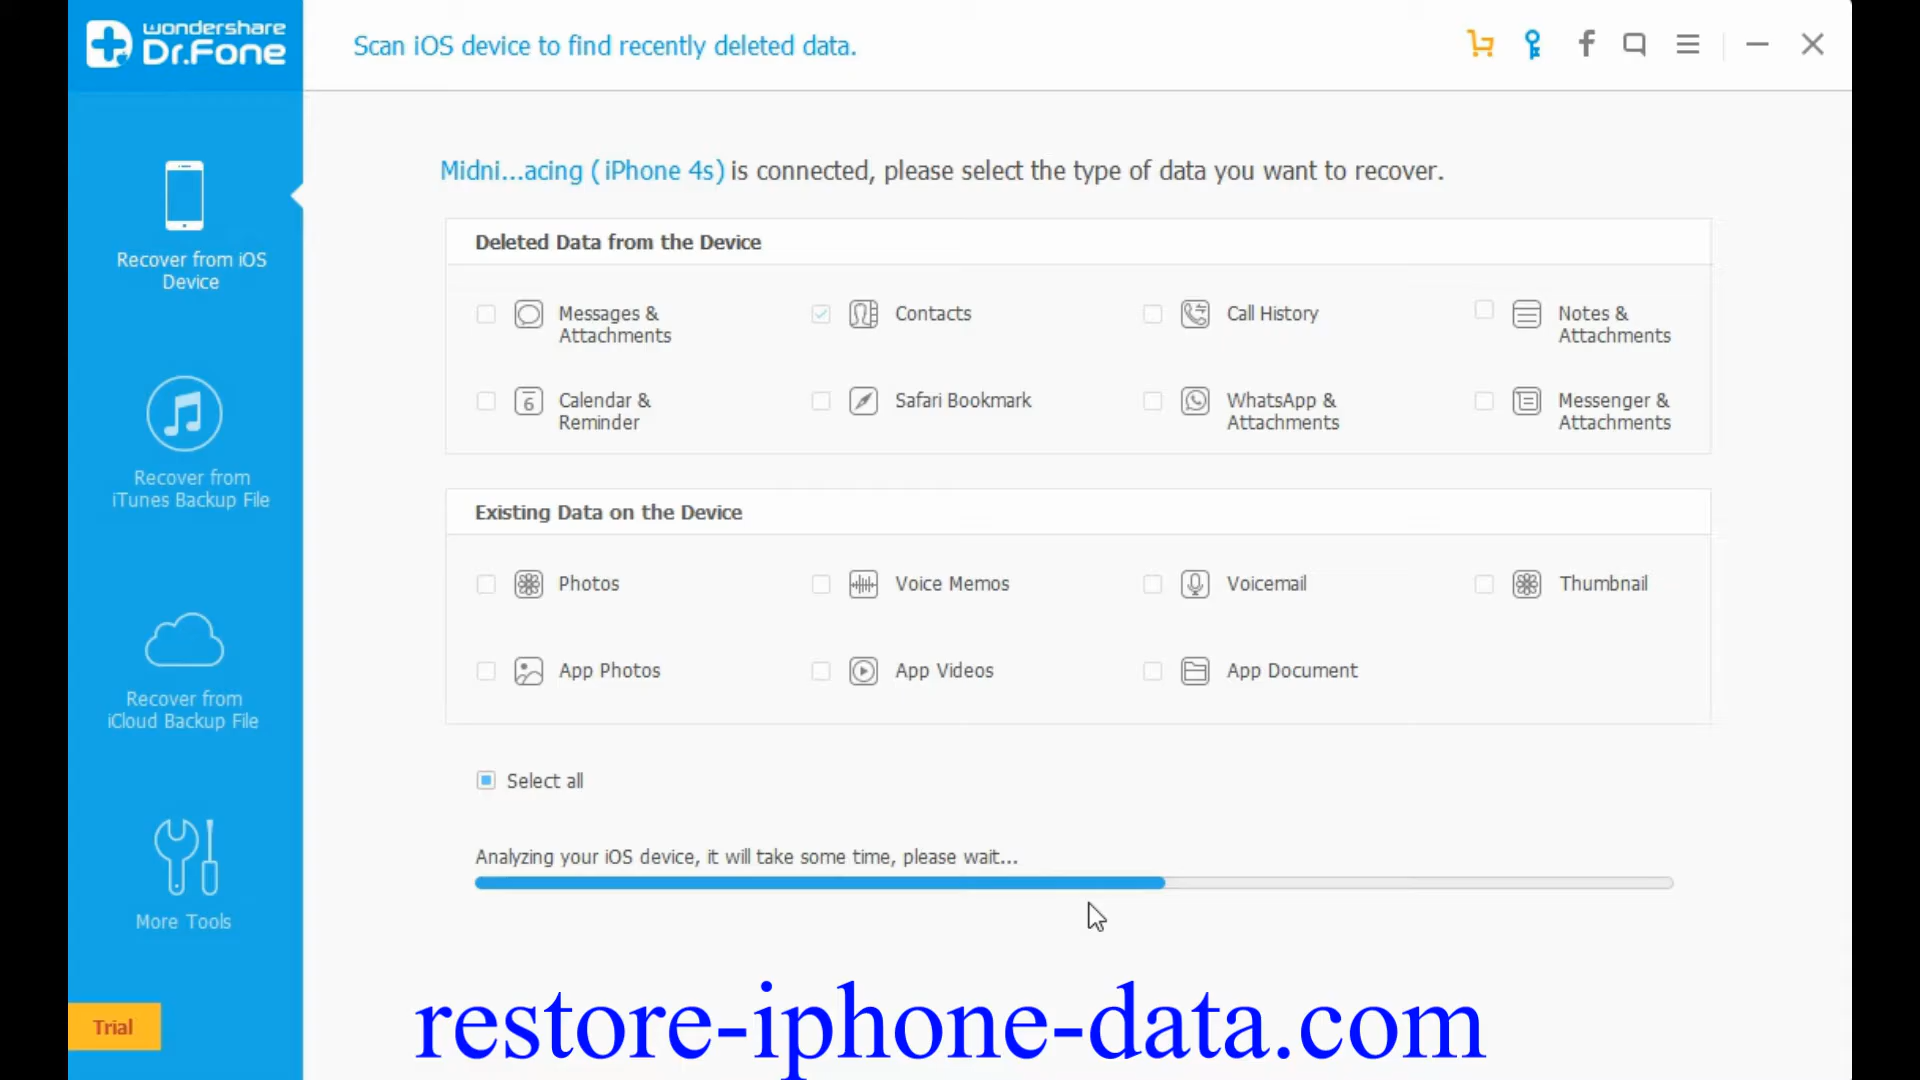 wondershare
Dr.Fone
Scan iOS device to find recently deleted data.
Recover from iOS
Device
Recover from
iTunes Backup File
Recover from
iCloud Backup File
More Tools
Trial
Midni...acing ( iPhone 4s) is connected, please select the type of data you want to recover.
Deleted Data from the Device
Messages &
Attachments
Contacts
Call History
Notes &
Attachments
6
Calendar &
Reminder
Safari Bookmark
WhatsApp &
Attachments
Messenger &
Attachments
Existing Data on the Device
Photos
Voice Memos
Voicemail
Thumbnail
App Photos
App Videos
App Document
Select all
Analyzing your iOS device, it will take some time, please wait...
restore-iphone-data.com